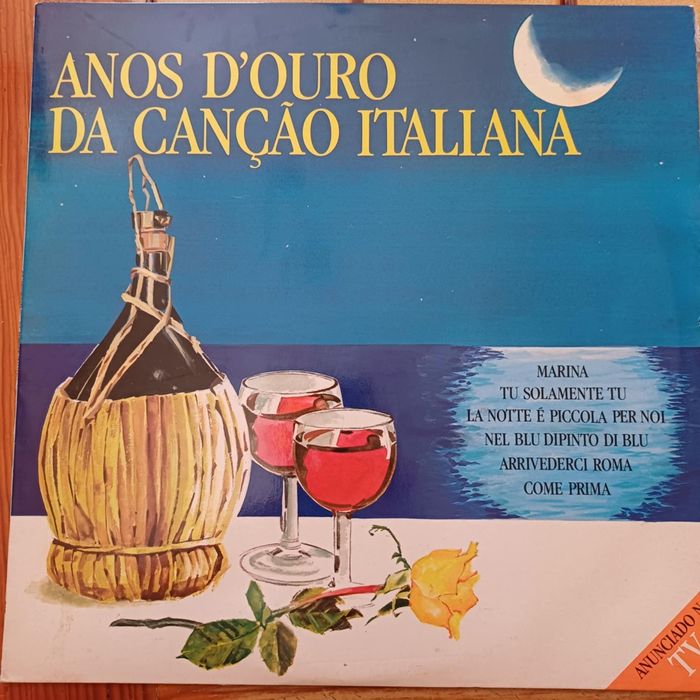 ANOS D'OURO
DA CANÇÃO ITALIANA
MARINA
TU SOLAMENTE TU
LA NOTTE É PICCOLA PER NOI
NEL BLU DIPINTO DI BLU
ARRIVEDERCI ROMA
COME PRIMA
ANUNCIADO
TV